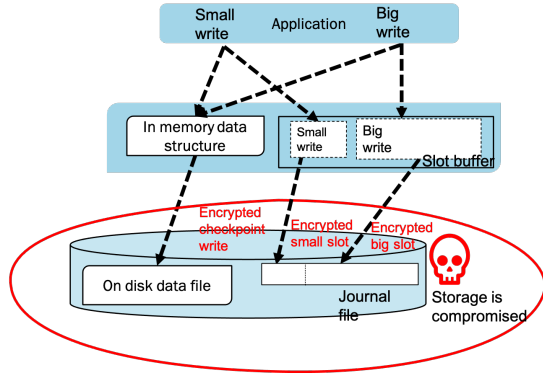 Small
write
Application
Big
write
In memory data
structure
Small
write
Big
write
Slot buffer
Encrypted
checkpoint
write
Encrypted
small slot
Encrypted
big slot
On disk data file
Journal
file
Storage is
compromised